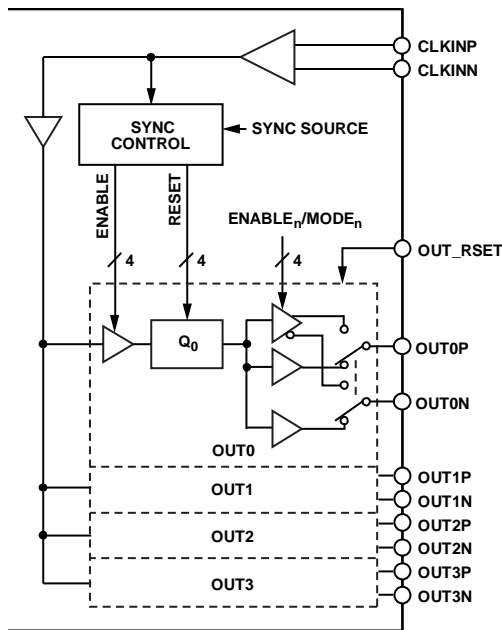 CLKINP
CLKINN
SYNC
CONTROL
SYNC SOURCE
ENABLE
RESET
ENABLEn/MODEn
4
4
4
OUT_RSET
Q0
OUT0P
OUT0N
OUT0
OUT1
OUT1P
OUT1N
OUT2
OUT2P
OUT2N
OUT3
OUT3P
OUT3N